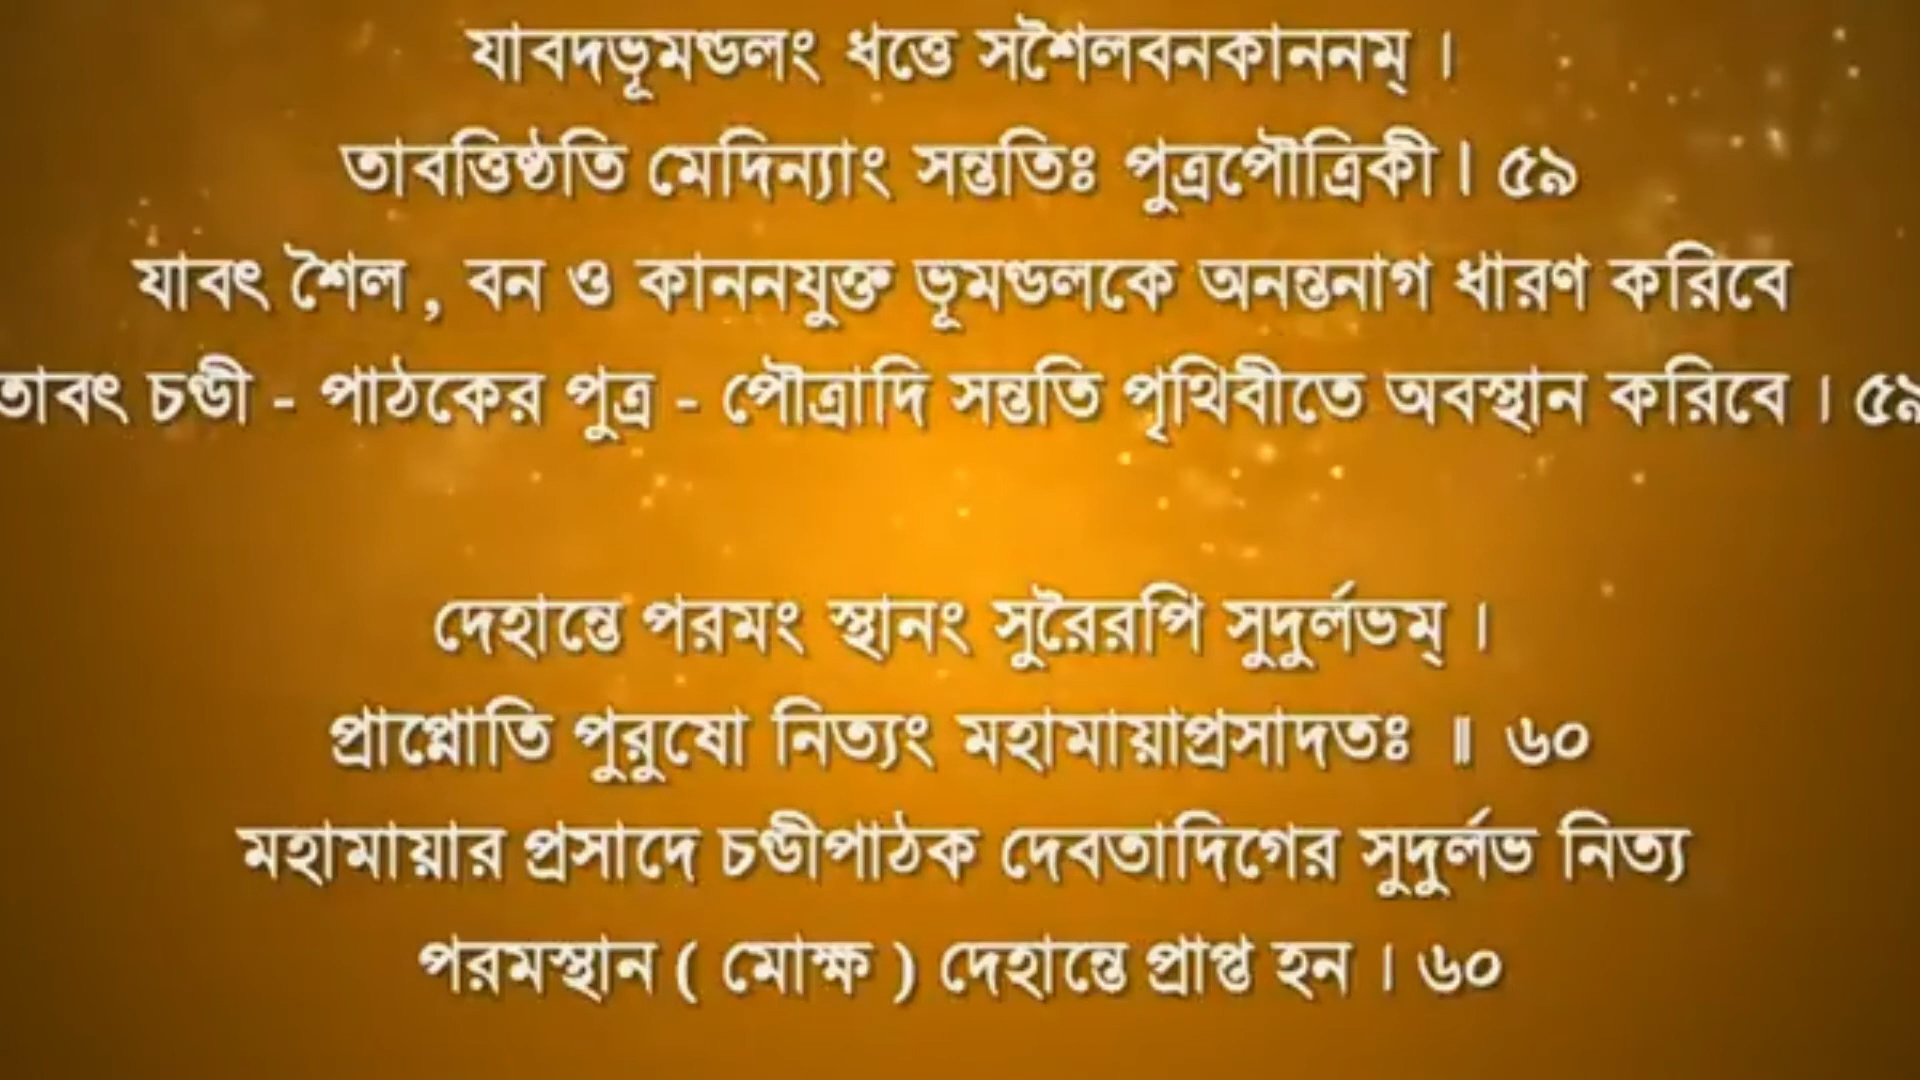 যাবদভূমণ্ডলং ধত্তে সশৈলবনকাননম্ ।
তাবত্তিষ্ঠতি মেদিন্যাং সন্ততিঃ পুত্রপৌত্রিকী । ৫৯
যাবৎ শৈল , বন ও কাননযুক্ত ভূমণ্ডলকে অনন্তনাগ ধারণ করিবে
তাবৎ চণ্ডী - পাঠকের পুত্র - পৌত্রাদি সন্ততি পৃথিবীতে অবস্থান করিবে । ৫৯
দেহান্তে পরমং স্থানং সুরৈরপি সুদুর্লভম্ ।
প্রাপ্নোতি পুরুষো নিত্যং মহামায়াপ্রসাদতঃ ॥ ৬০
মহামায়ার প্রসাদে চণ্ডীপাঠক দেবতাদিগের সুদুর্লভ নিত্য
পরমস্থান ( মোক্ষ ) দেহান্তে প্রাপ্ত হন । ৬০